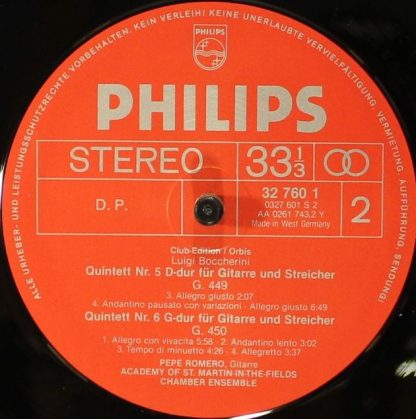 ALLE URHEBER- UND LEISTUNGSSCHUTZRECHTE VORBEHALTEN. KEIN VERLEIH! KEINE UNERLAUBTE VERVIELFÄLTIGUNG, VERMIETUNG, AUFFÜHRUNG, SENDUNG!
PHILIPS
PHILIPS
STEREO 33 1/3
D. P.
32 760 1
0327 601 S 2
AA 0261 743.2 Y
Made in West Germany
2
Club-Edition / Orbis
Luigi Boccherini
Quintett Nr. 5 D-dur für Gitarre und Streicher
G. 449
3. Allegro giusto 2:07
4. Andantino pausato con variazioni - Allegro giusto 6:49
Quintett Nr. 6 G-dur für Gitarre und Streicher
G. 450
1. Allegro con vivacita 5:58 - 2. Andantino lento 3:02
3. Tempo di minuetto 4:26 - 4. Allegretto 3:37
PEPE ROMERO, Gitarre
ACADEMY OF ST. MARTIN-IN-THE-FIELDS
CHAMBER ENSEMBLE